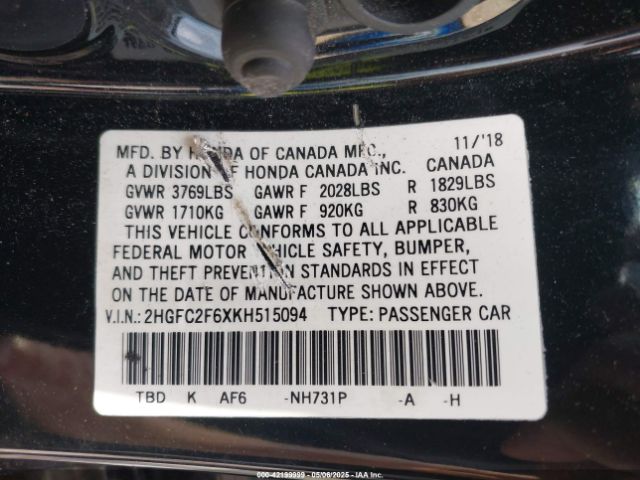 MFD. BY HONDA OF CANADA MFG., 11/'18
A DIVISION OF HONDA CANADA INC. CANADA
GVWR 3769LBS GAWR F 2028LBS R 1829LBS
GVWR 1710KG GAWR F 920KG R 830KG
THIS VEHICLE CONFORMS TO ALL APPLICABLE
FEDERAL MOTOR VEHICLE SAFETY, BUMPER,
AND THEFT PREVENTION STANDARDS IN EFFECT
ON THE DATE OF MANUFACTURE SHOWN ABOVE.
V.I.N.: 2HGFC2F6XKH515094 TYPE: PASSENGER CAR
TBD K AF6 -NH731P -A -H
000-42199999 - 05/06/2025 - IAA Inc.